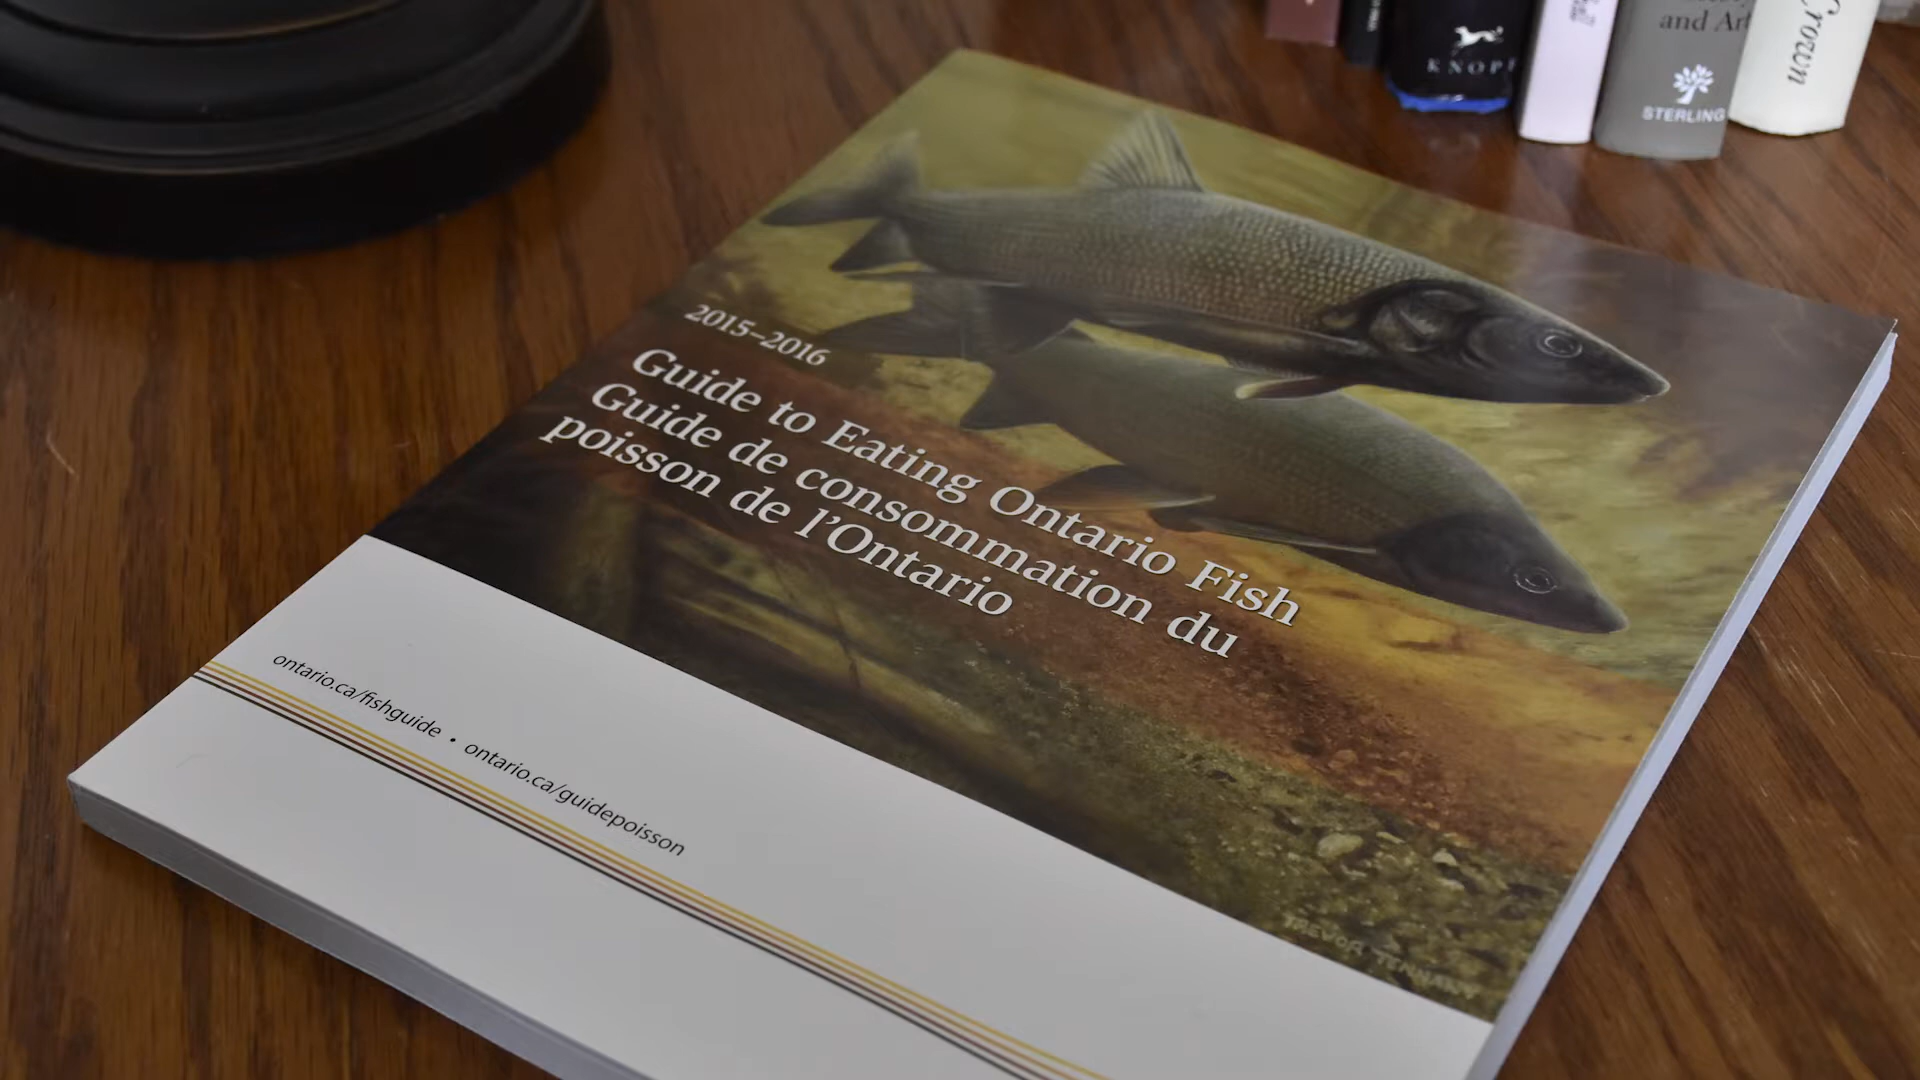 2015–2016
Guide to Eating Ontario Fish
Guide de consommation du
poisson de l'Ontario
ontario.ca/fishguide • ontario.ca/guidepoisson
TREVOR TENNANT
KNOPF
and Art
STERLING
Crown